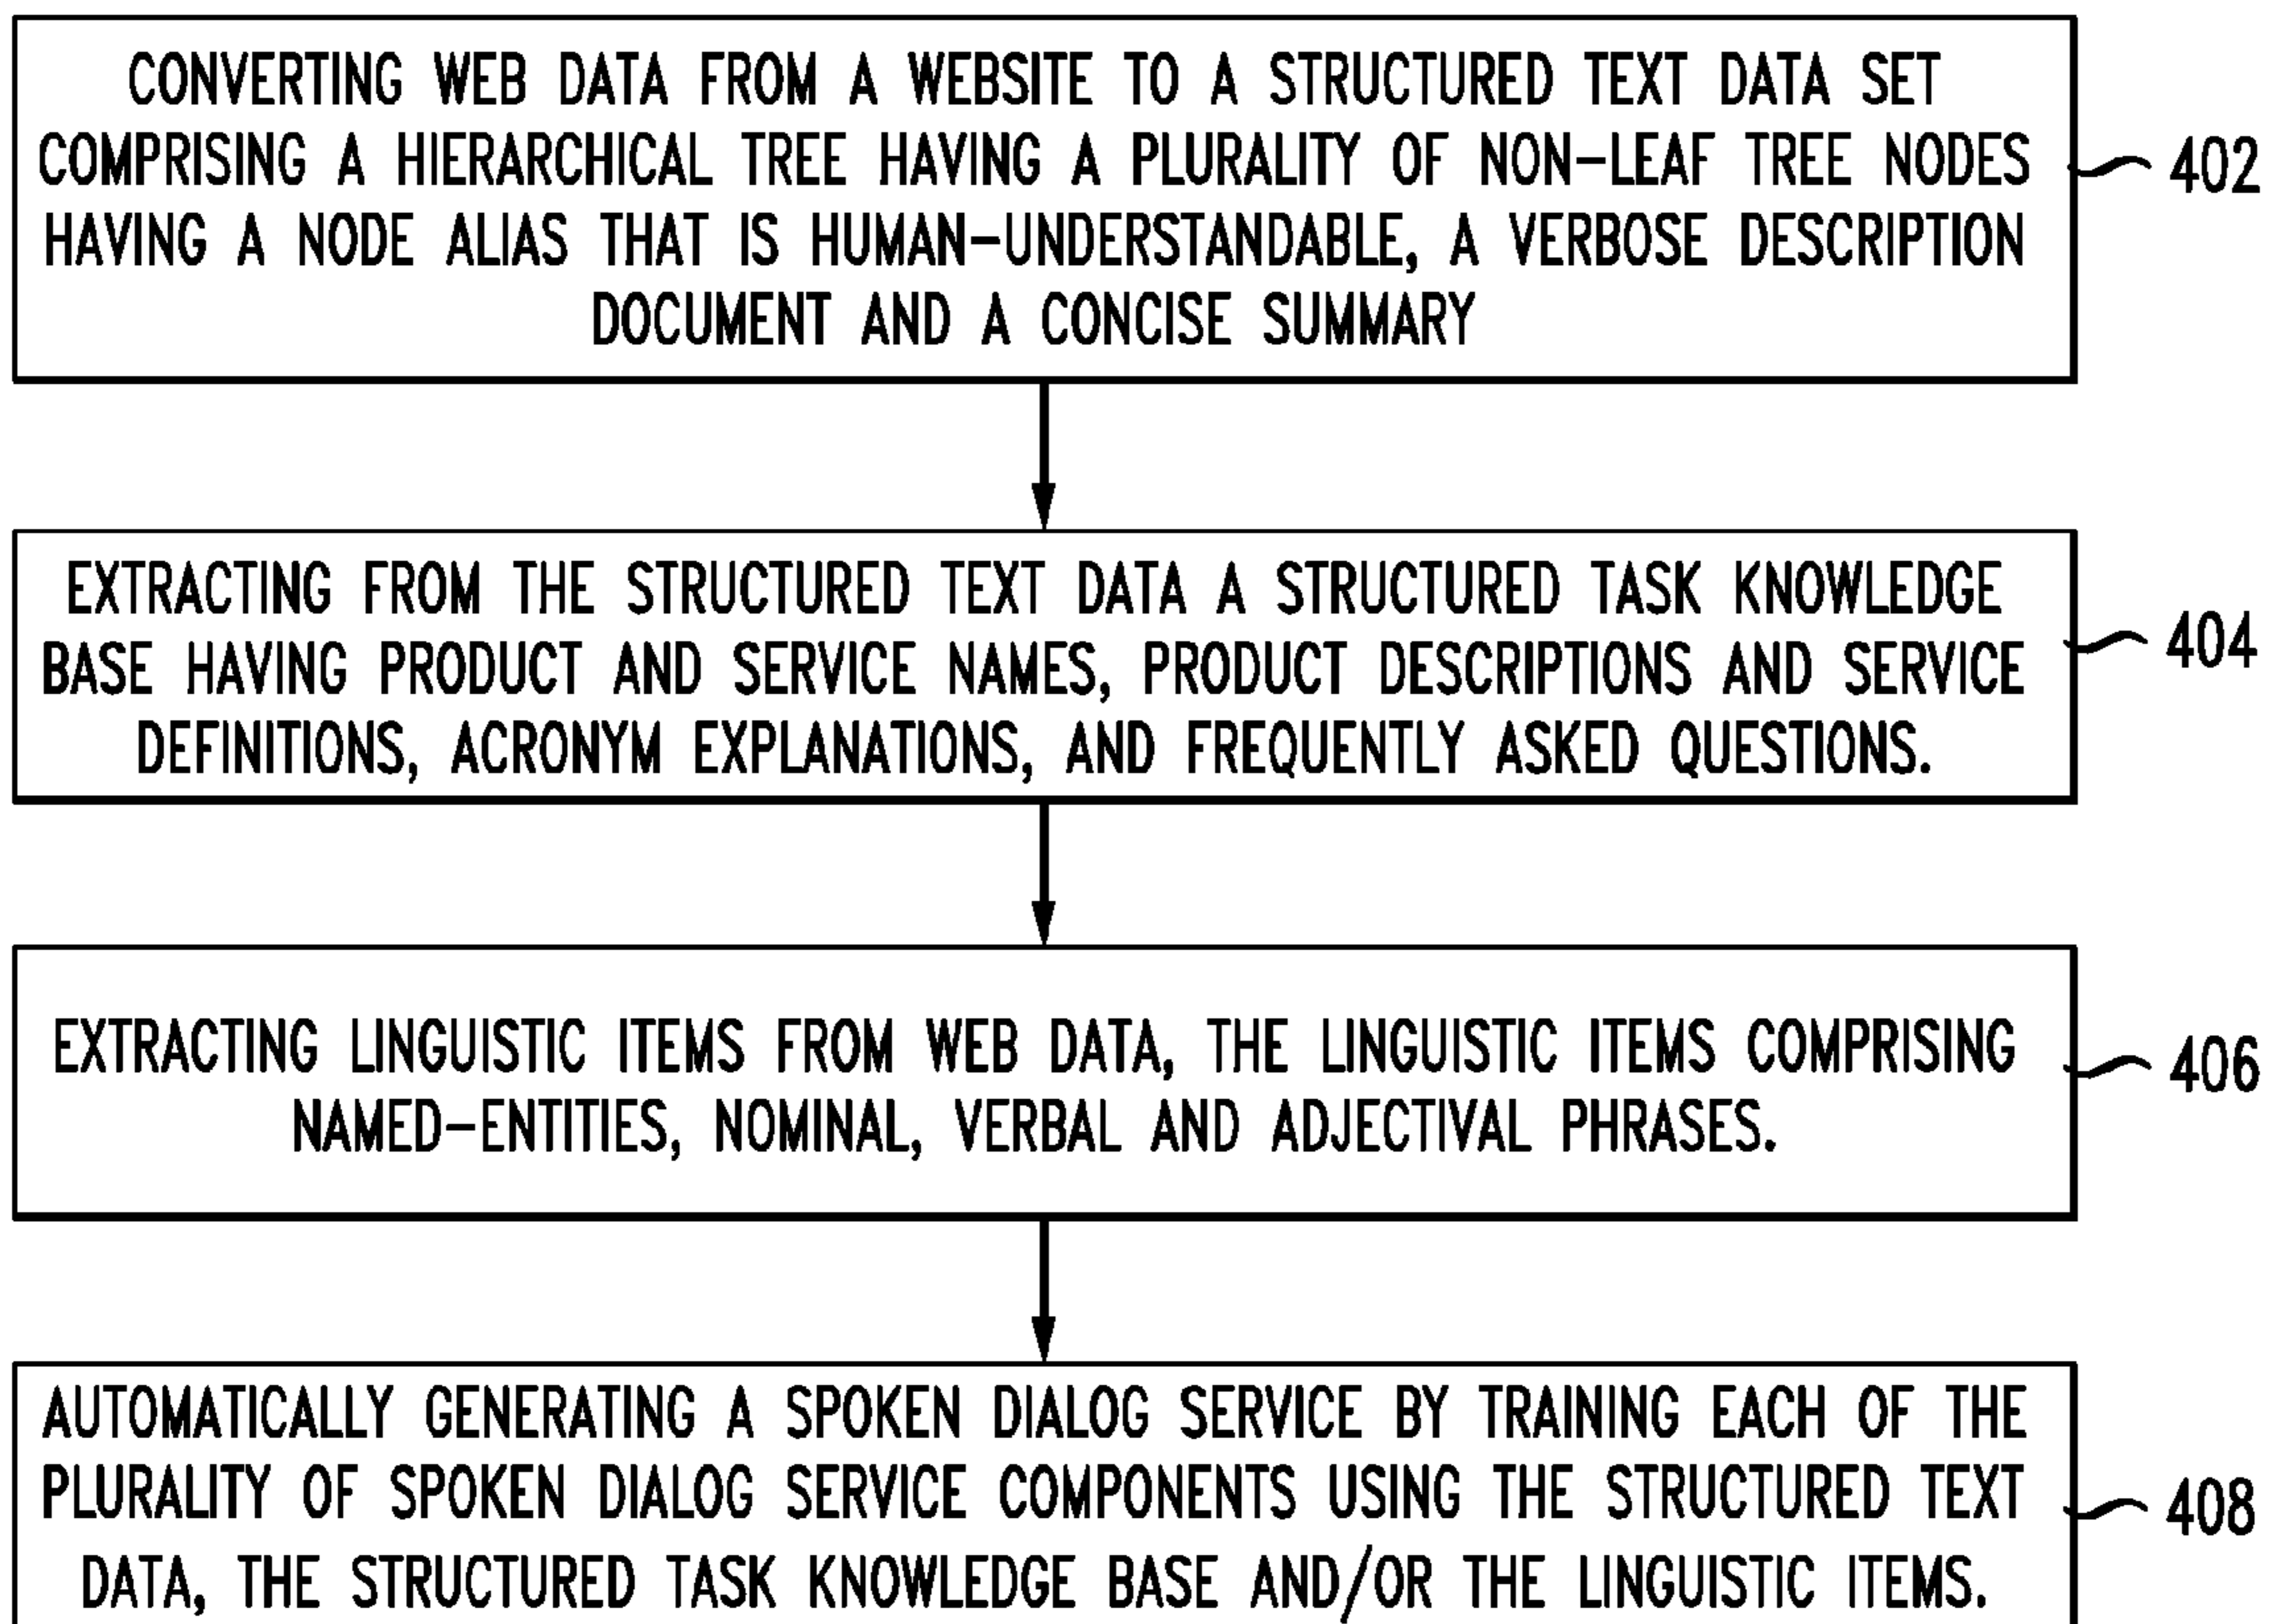 CONVERTING WEB DATA FROM A WEBSITE TO A STRUCTURED TEXT DATA SET
COMPRISING A HIERARCHICAL TREE HAVING A PLURALITY OF NON-LEAF TREE NODES
HAVING A NODE ALIAS THAT IS HUMAN-UNDERSTANDABLE, A VERBOSE DESCRIPTION
DOCUMENT AND A CONCISE SUMMARY
402
EXTRACTING FROM THE STRUCTURED TEXT DATA A STRUCTURED TASK KNOWLEDGE
BASE HAVING PRODUCT AND SERVICE NAMES, PRODUCT DESCRIPTIONS AND SERVICE
DEFINITIONS, ACRONYM EXPLANATIONS, AND FREQUENTLY ASKED QUESTIONS.
404
EXTRACTING LINGUISTIC ITEMS FROM WEB DATA, THE LINGUISTIC ITEMS COMPRISING
NAMED-ENTITIES, NOMINAL, VERBAL AND ADJECTIVAL PHRASES.
406
AUTOMATICALLY GENERATING A SPOKEN DIALOG SERVICE BY TRAINING EACH OF THE
PLURALITY OF SPOKEN DIALOG SERVICE COMPONENTS USING THE STRUCTURED TEXT
DATA, THE STRUCTURED TASK KNOWLEDGE BASE AND/OR THE LINGUISTIC ITEMS.
408